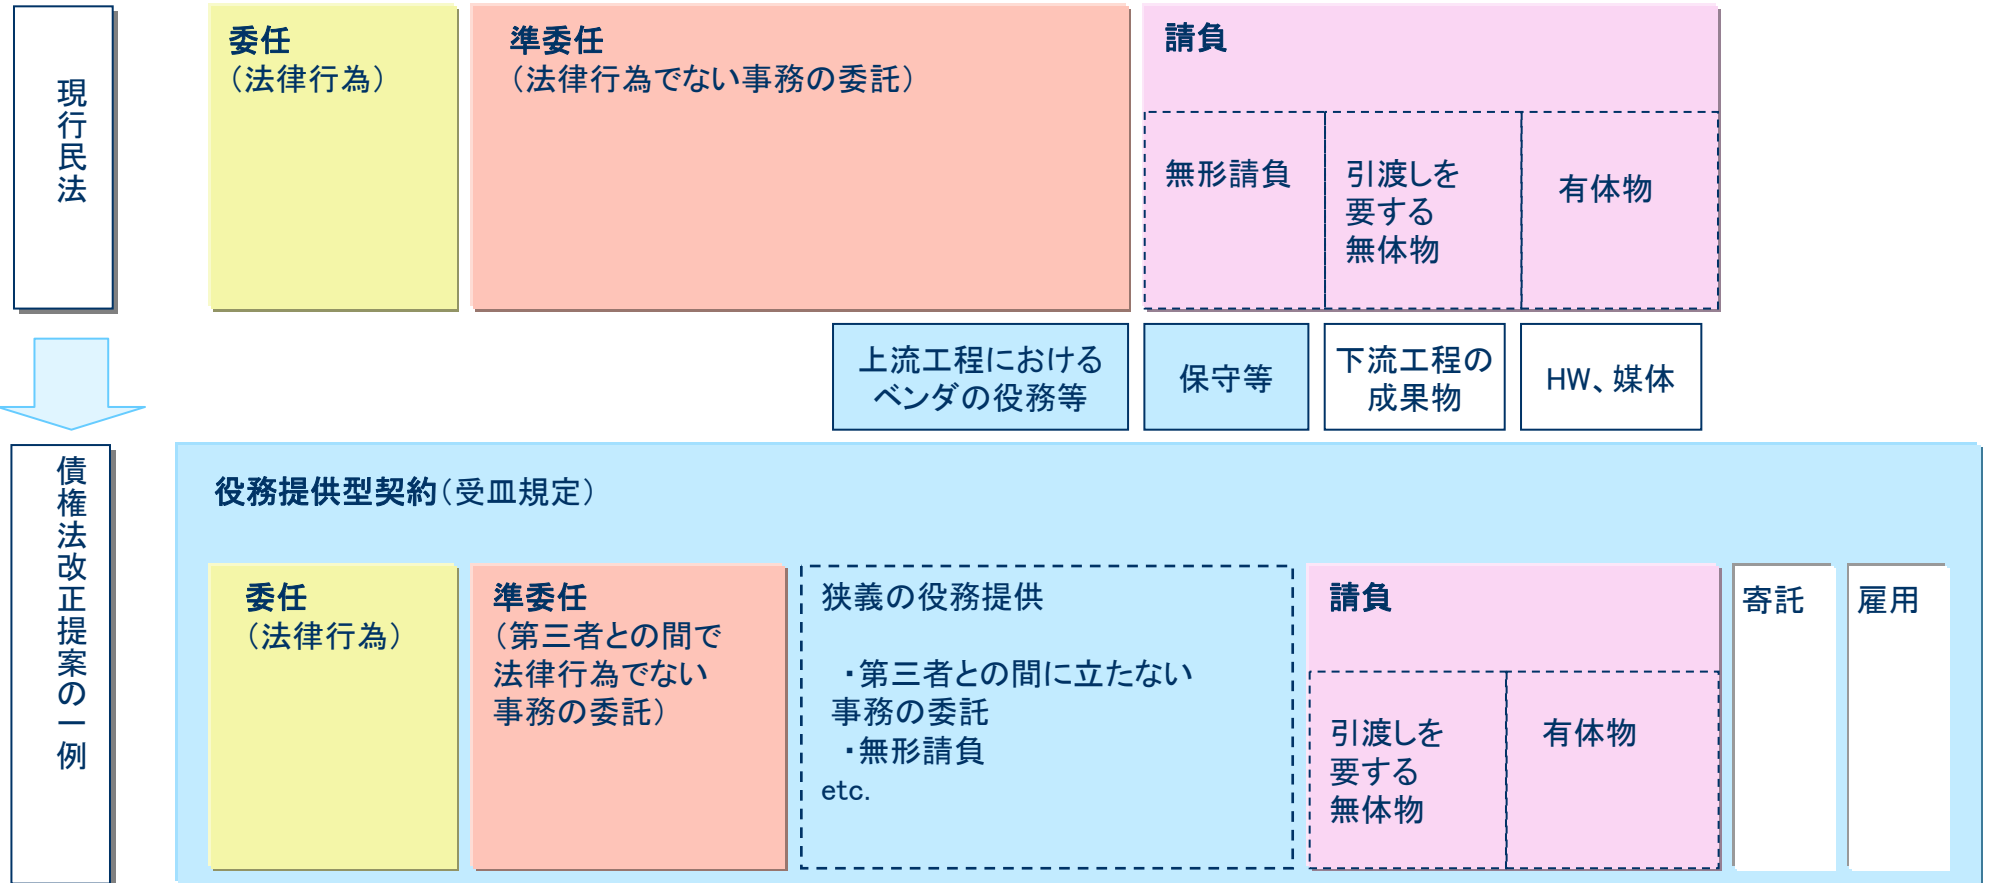 現行民法
委任
（法律行為）
準委任
（法律行為でない事務の委託）
請負
無形請負
引渡しを
要する
無体物
有体物
上流工程における
ベンダの役務等
保守等
下流工程の
成果物
HW、媒体
債権法改正提案の一例
役務提供型契約（受皿規定）
委任
（法律行為）
準委任
（第三者との間で
法律行為でない
事務の委託）
狭義の役務提供
・第三者との間に立たない
事務の委託
・無形請負
etc.
請負
引渡しを
要する
無体物
有体物
寄託
雇用